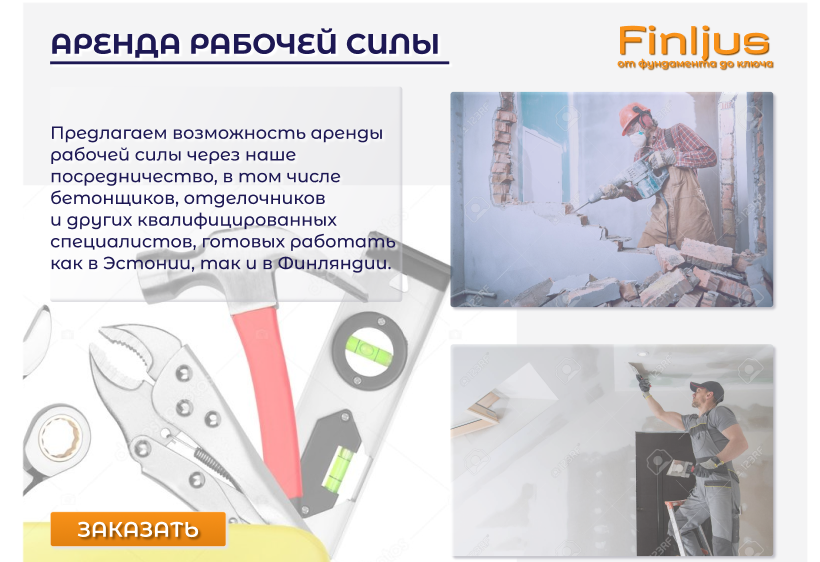 АРЕНДА РАБОЧЕЙ СИЛЫ
Finljus
от фундамента до ключа
Предлагаем возможность аренды
рабочей силы через наше
посредничество, в том числе
бетонщиков, отделочников
и других квалифицированных
специалистов, готовых работать
как в Эстонии, так и в Финляндии.
ЗАКАЗАТЬ